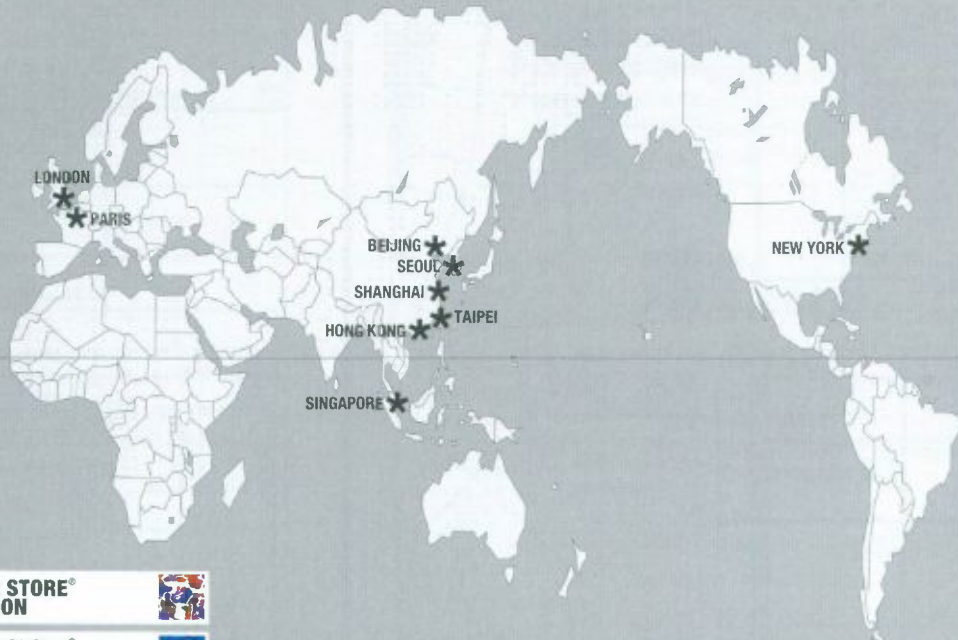 LONDON
PARIS
BEIJING
SEOUL
SHANGHAI
TAIPEI
HONG KONG
SINGAPORE
NEW YORK
STORE®
ON